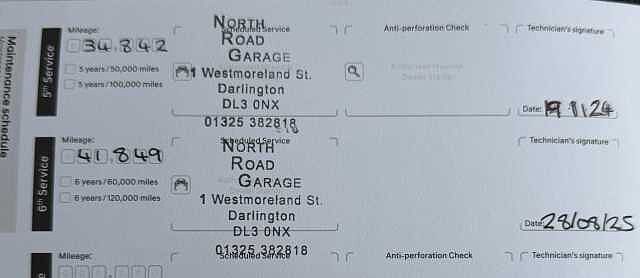 Maintenance schedule
5th Service
Mileage:
34,842
5 years/50,000 miles
5 years/100,000 miles
Scheduled Service
NORTH
ROAD
GARAGE
1 Westmoreland St.
Darlington
DL3 0NX
01325 382818
Anti-perforation Check
Technician's signature
Date: 19/1/24
6th Service
Mileage:
41,849
6 years/60,000 miles
6 years/120,000 miles
Scheduled Service
NORTH
ROAD
GARAGE
1 Westmoreland St.
Darlington
DL3 0NX
01325 382818
Technician's signature
Date: 28/08/25
Mileage:
Scheduled Service
Anti-perforation Check
Technician's signature